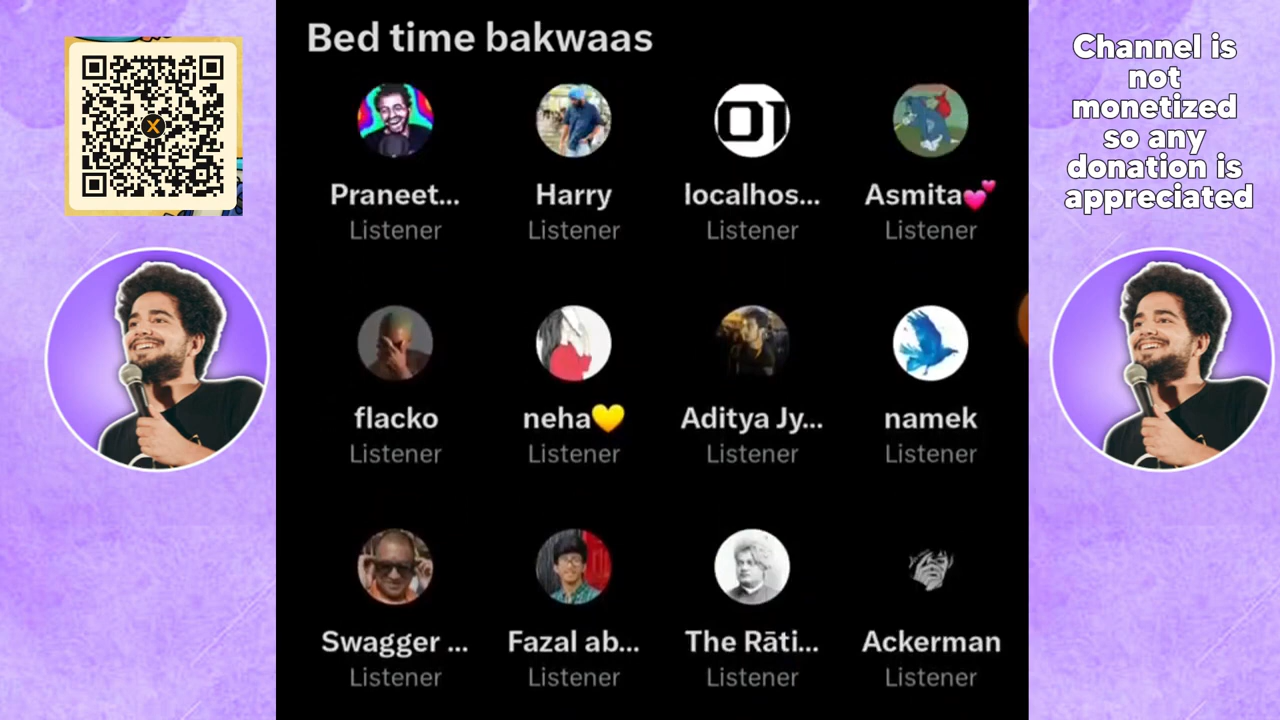 Bed time bakwaas
Channel is
not
monetized
so any
donation is
appreciated
Praneet... Harry localhos... Asmita💕
Listener Listener Listener Listener
flacko neha💛 Aditya Jy... namek
Listener Listener Listener Listener
Swagger ... Fazal ab... The Rāti... Ackerman
Listener Listener Listener Listener